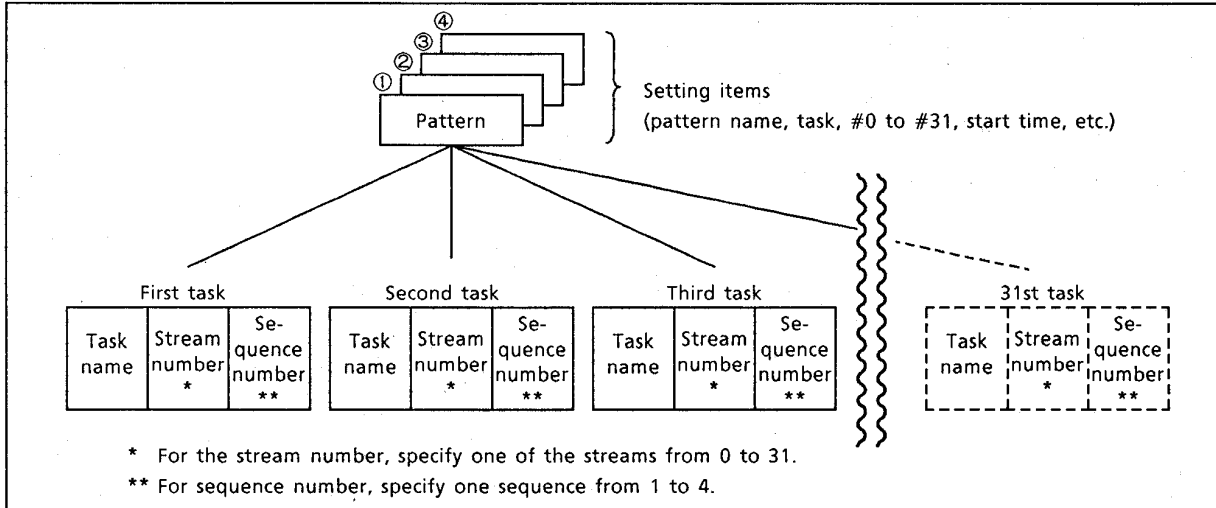 ④
③
②
①
Pattern
Setting items
(pattern name, task, #0 to #31, start time, etc.)
First task
Task
name
Stream
number
*
Se-
quence
number
**
Second task
Task
name
Stream
number
*
Se-
quence
number
**
Third task
Task
name
Stream
number
*
Se-
quence
number
**
31st task
Task
name
Stream
number
*
Se-
quence
number
**
* For the stream number, specify one of the streams from 0 to 31.
** For sequence number, specify one sequence from 1 to 4.